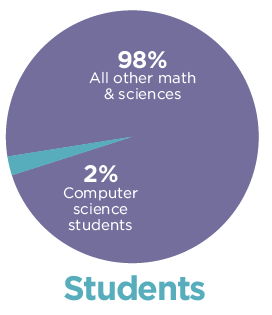 98%
All other math
& sciences
2%
Computer
science
students
Students